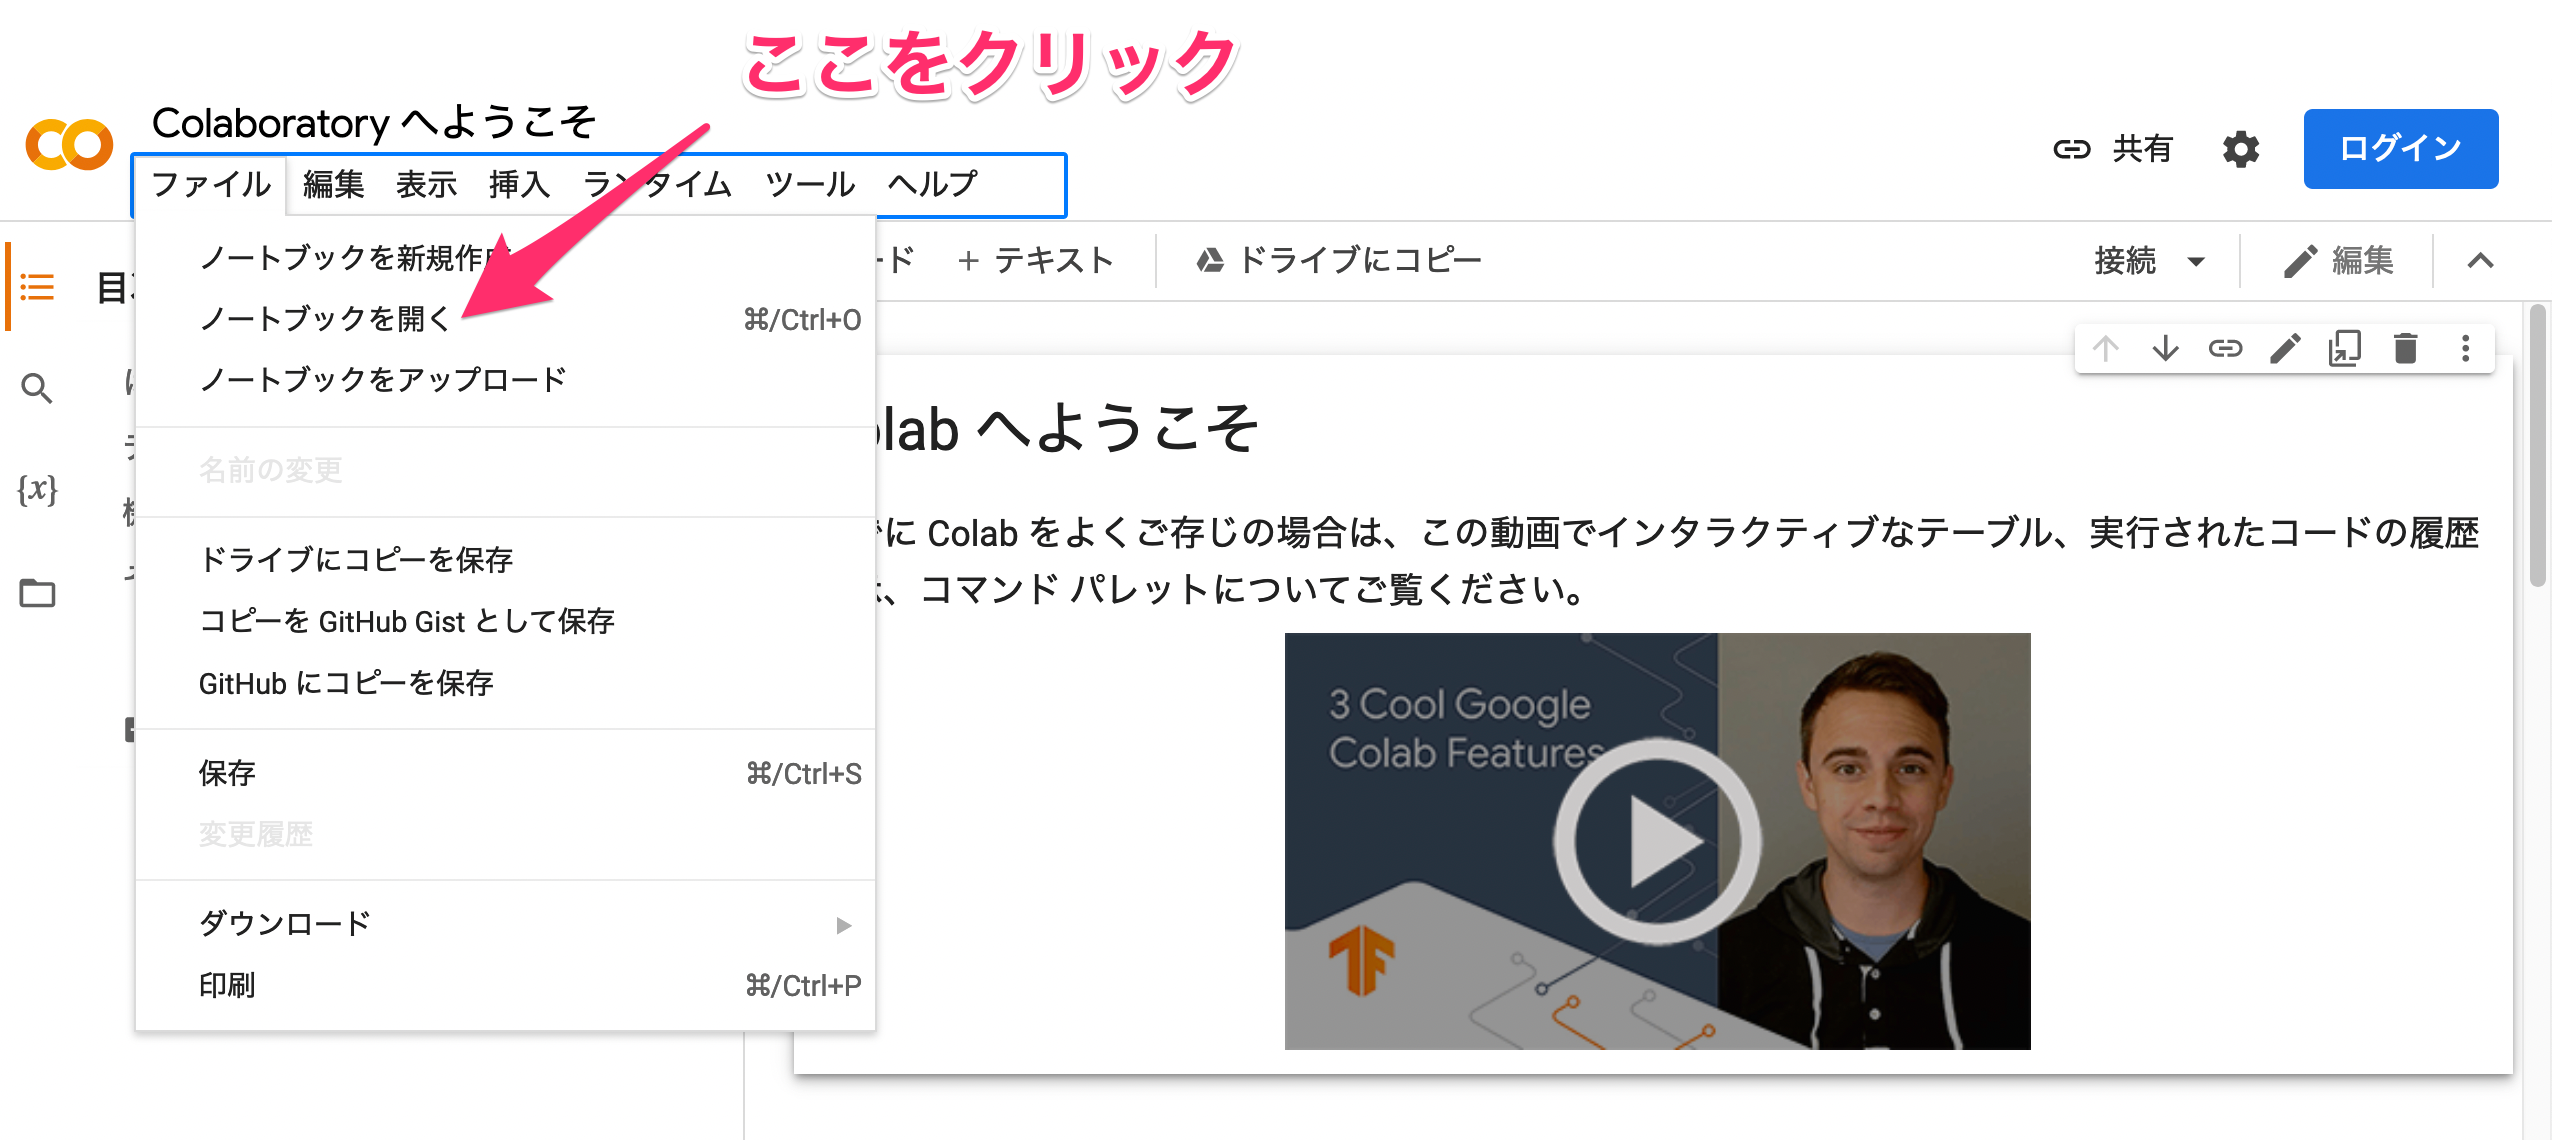 ここをクリック
Colaboratory へようこそ
ファイル 編集 表示 挿入 ランタイム ツール ヘルプ
共有
ログイン
ノートブックを新規作
ノートブックを開く ⌘/Ctrl+O
ノートブックをアップロード
名前の変更
ドライブにコピーを保存
コピーを GitHub Gist として保存
GitHub にコピーを保存
保存 ⌘/Ctrl+S
変更履歴
ダウンロード
印刷 ⌘/Ctrl+P
目
{x}
ード + テキスト ドライブにコピー
接続 編集
olab へようこそ
に Colab をよくご存じの場合は、この動画でインタラクティブなテーブル、実行されたコードの履歴
、コマンド パレットについてご覧ください。
3 Cool Google
Colab Features